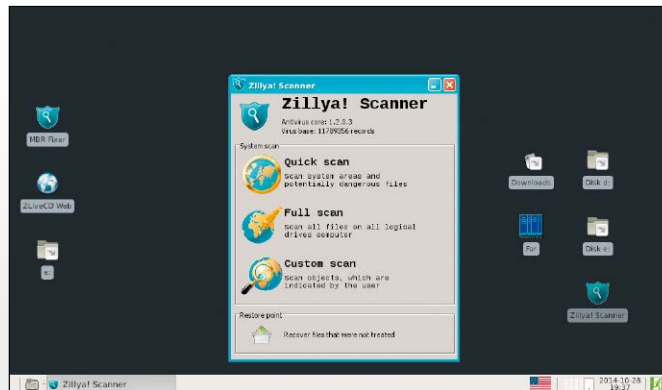 Zillya! Scanner
Zillya! Scanner
Antivirus core: 1.2.0.3
Virus base: 11789056 records
System scan
Quick scan
Scan system areas and
potentially dangerous files
Full scan
Scan all files on all logical
drives computer
Custom scan
Scan objects, which are
indicated by the user
Restore point
Recover files that were not treated
MBR Fixer
ZLiveCD Web
Downloads
Disk d:
Far
Disk e:
Zillya! Scanner
Zillya! Scanner
2014-10-28
19:37